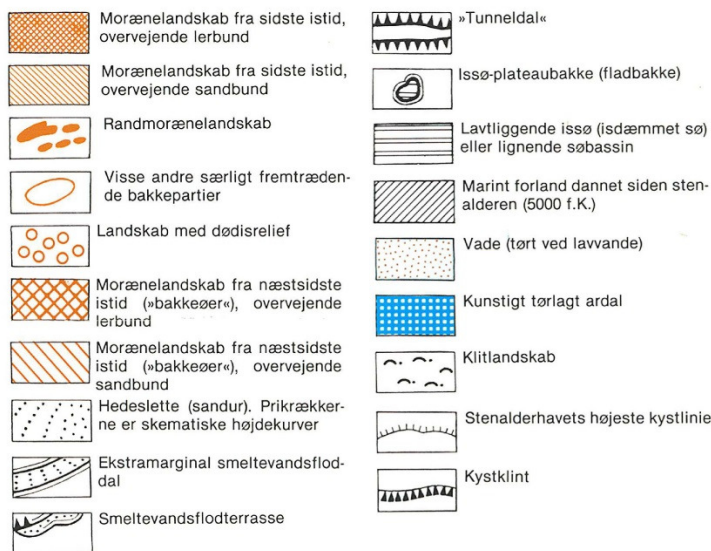 Morænelandskab fra sidste istid,
overvejende lerbund
Morænelandskab fra sidste istid,
overvejende sandbund
Randmorænelandskab
Visse andre særligt fremtræden-
de bakkepartier
Landskab med dødisrelief
Morænelandskab fra næstsidste
istid (»bakkeøer«), overvejende
lerbund
Morænelandskab fra næstsidste
istid (»bakkeøer«), overvejende
sandbund
Hedeslette (sandur). Prikrækker-
ne er skematiske højdekurver
Ekstramarginal smeltevandsflod-
dal
Smeltevandsflodterrasse
»Tunneldal«
Issø-plateaubakke (fladbakke)
Lavtliggende issø (isdæmmet sø)
eller lignende søbassin
Marint forland dannet siden sten-
alderen (5000 f.K.)
Vade (tørt ved lavvande)
Kunstigt tørlagt ardal
Klitlandskab
Stenalderhavets højeste kystlinie
Kystklint